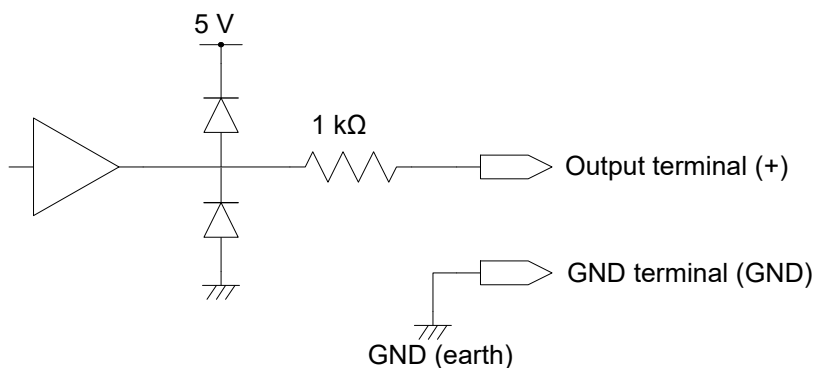 5 V
1 kΩ
Output terminal (+)
GND terminal (GND)
GND (earth)